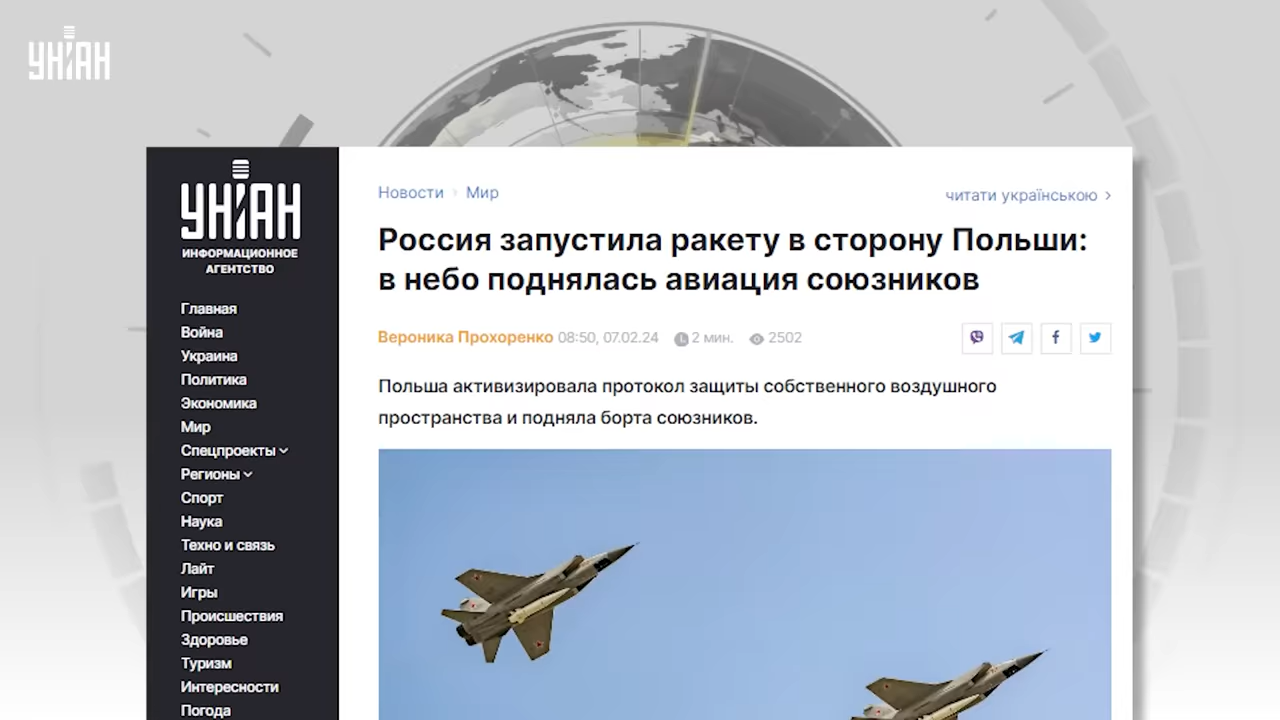 УНІАН
УНІАН
ИНФОРМАЦИОННОЕ
АГЕНТСТВО
Главная
Война
Украина
Политика
Экономика
Мир
Спецпроекты
Регионы
Спорт
Наука
Техно и связь
Лайт
Игры
Происшествия
Здоровье
Туризм
Интересности
Погода
Новости Мир
читати українською
Россия запустила ракету в сторону Польши:
в небо поднялась авиация союзников
Вероника Прохоренко 08:50, 07.02.24 2 мин. 2502
Польша активизировала протокол защиты собственного воздушного
пространства и подняла борта союзников.